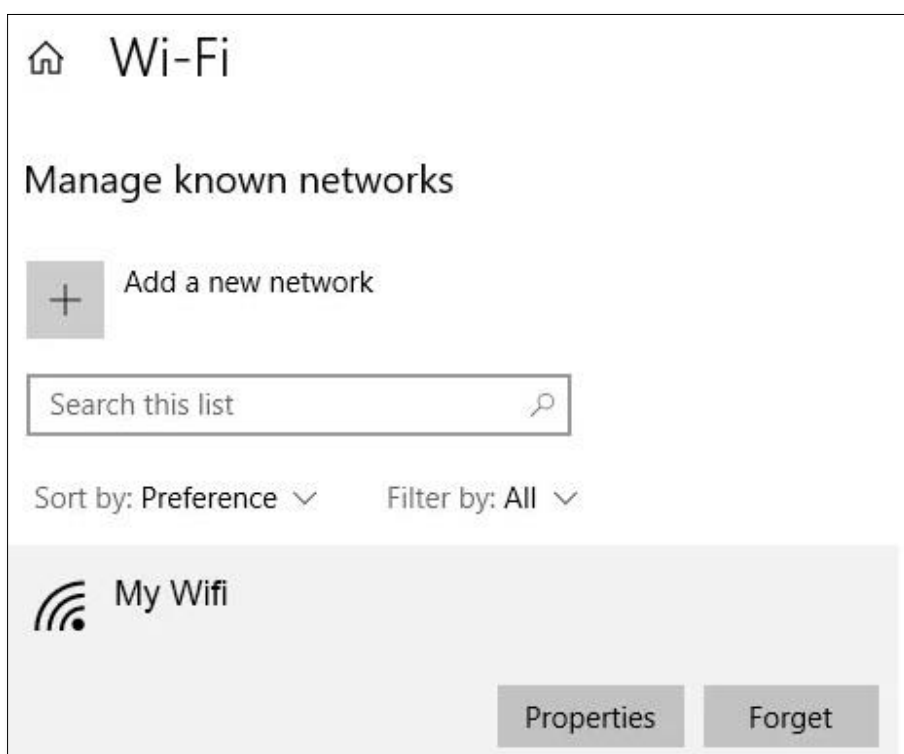 Wi-Fi
Manage known networks
Add a new network
Search this list
Sort by: Preference Filter by: All
My Wifi
Properties Forget